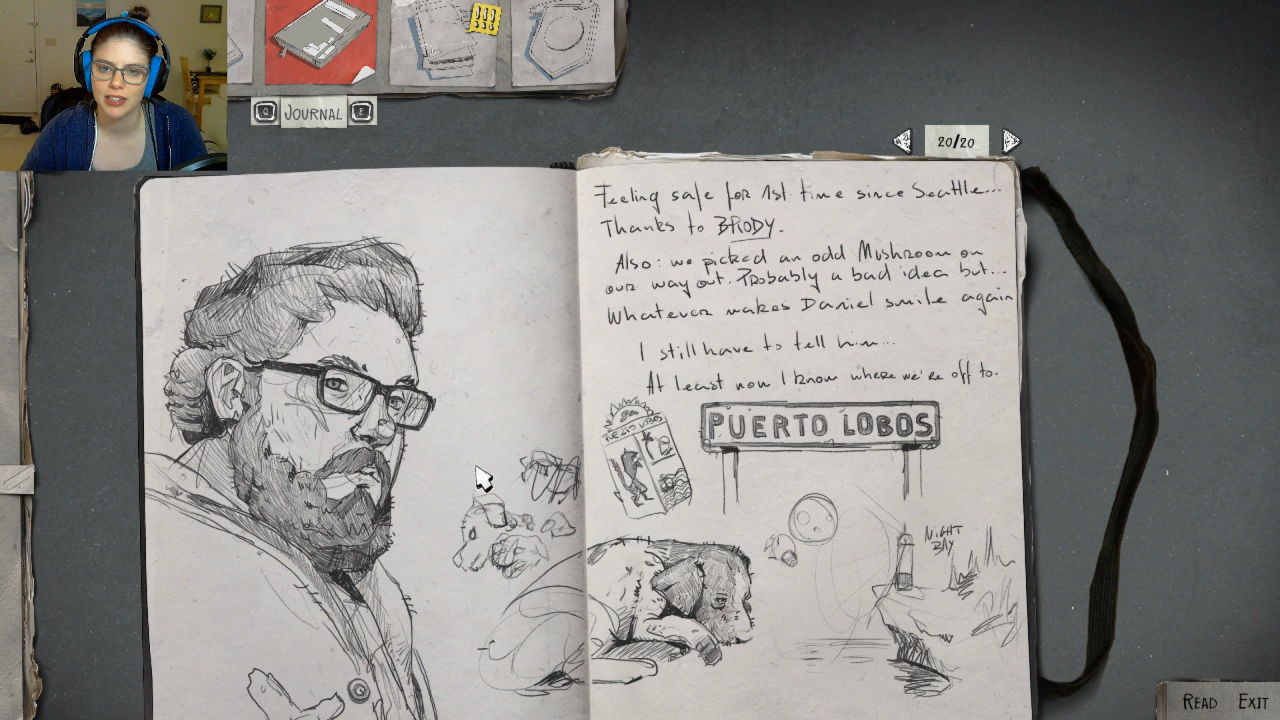 JOURNAL
Q
E
20/20
Feeling safe for 1st time since Seattle...
Thanks to BRODY.
Also: we picked an odd Mushroom on
our way out. Probably a bad idea but...
Whatever makes Daniel smile again
I still have to tell him...
At least now I know where we're off to.
PUERTO LOBOS
NIGHT
BAY
READ EXIT